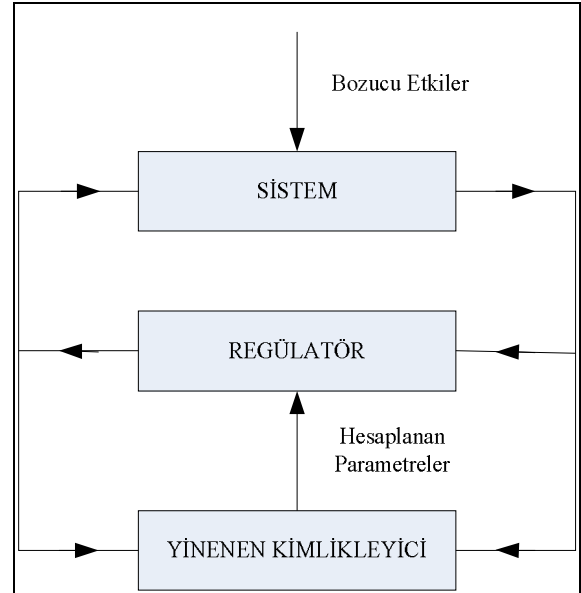 Bozucu Etkiler
SİSTEM
REGÜLATÖR
Hesaplanan
Parametreler
YİNENEN KİMLİKLEYİCİ